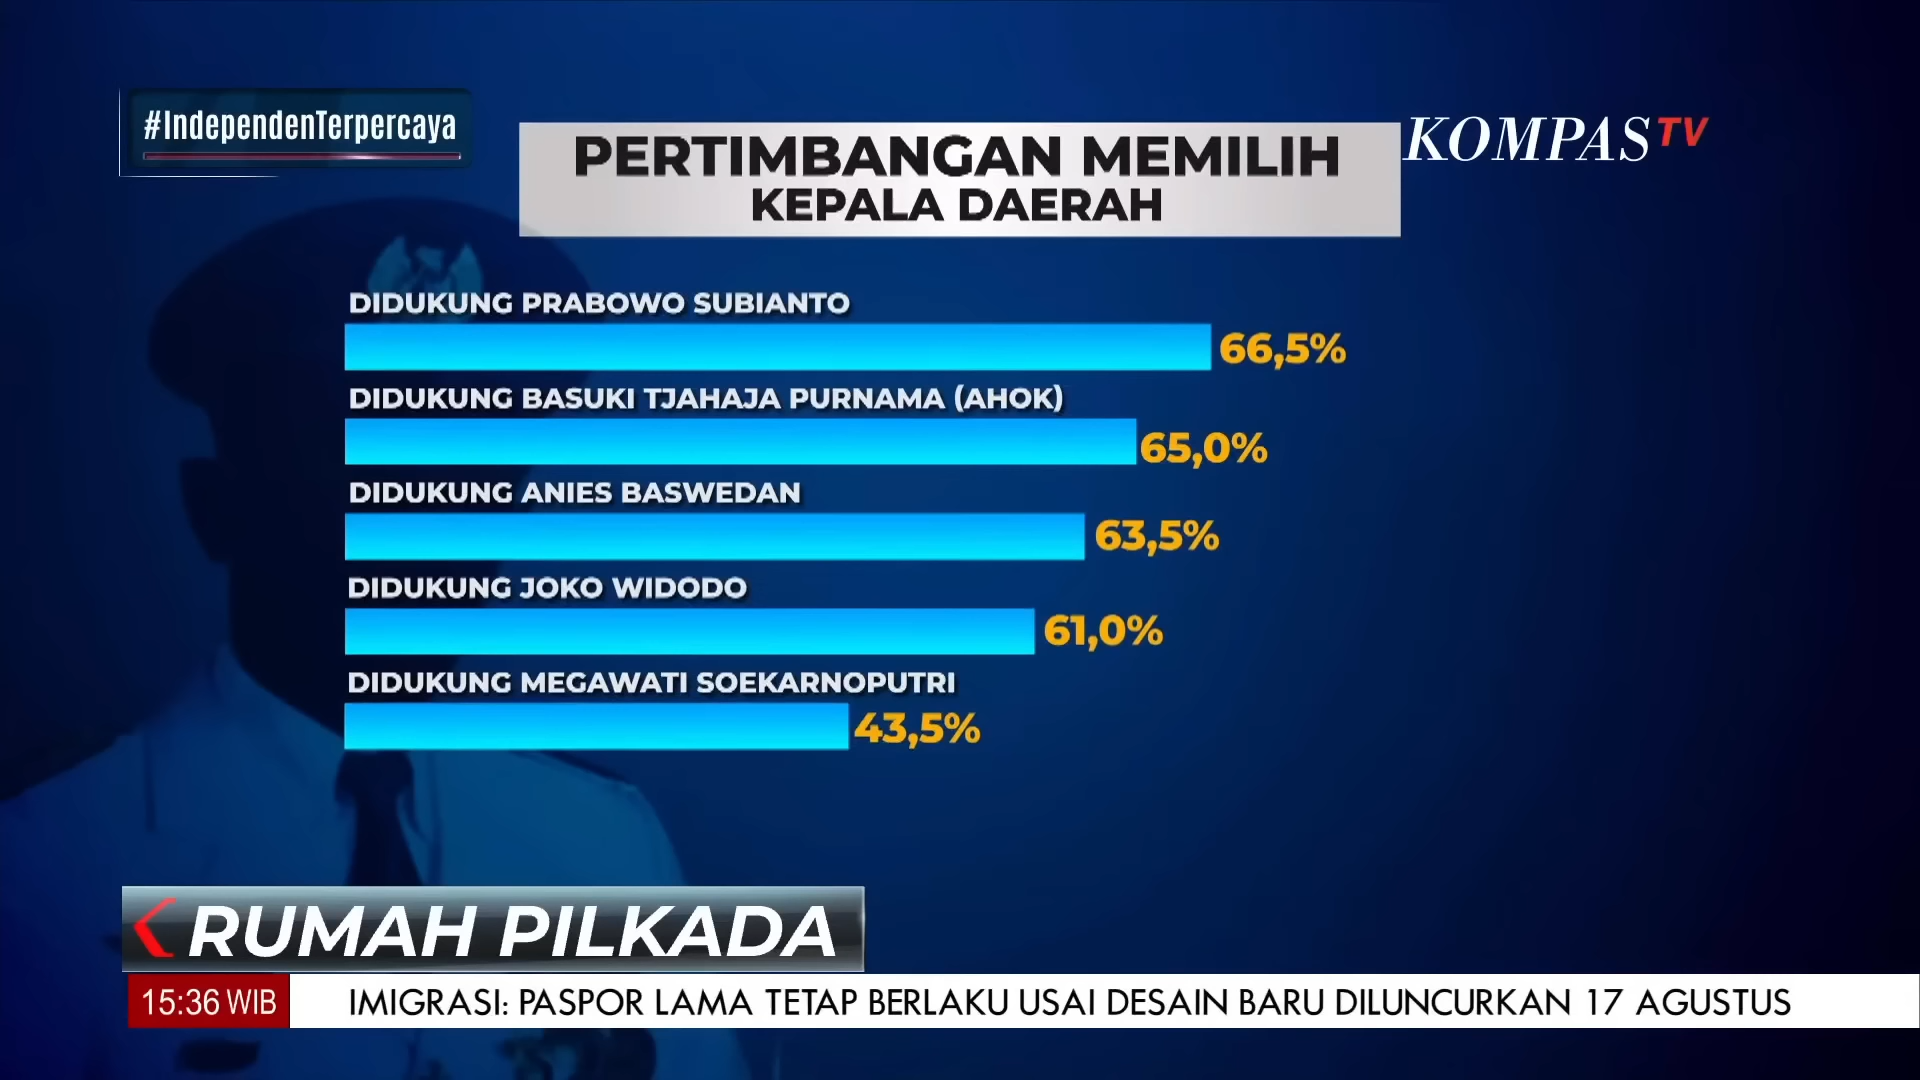 #IndependenTerpercaya
KOMPAS TV
PERTIMBANGAN MEMILIH
KEPALA DAERAH
DIDUKUNG PRABOWO SUBIANTO
66,5%
DIDUKUNG BASUKI TJAHAJA PURNAMA (AHOK)
65,0%
DIDUKUNG ANIES BASWEDAN
63,5%
DIDUKUNG JOKO WIDODO
61,0%
DIDUKUNG MEGAWATI SOEKARNOPUTRI
43,5%
RUMAH PILKADA
15:36 WIB
IMIGRASI: PASPOR LAMA TETAP BERLAKU USAI DESAIN BARU DILUNCURKAN 17 AGUSTUS